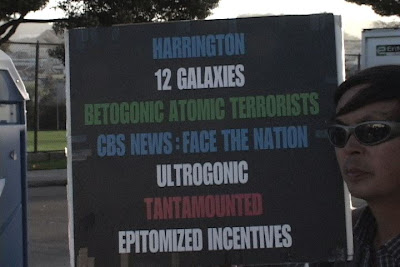 HARRINGTON
12 GALAXIES
BETOGONIC ATOMIC TERRORISTS
CBS NEWS : FACE THE NATION
ULTROGONIC
TANTAMOUNTED
EPITOMIZED INCENTIVES